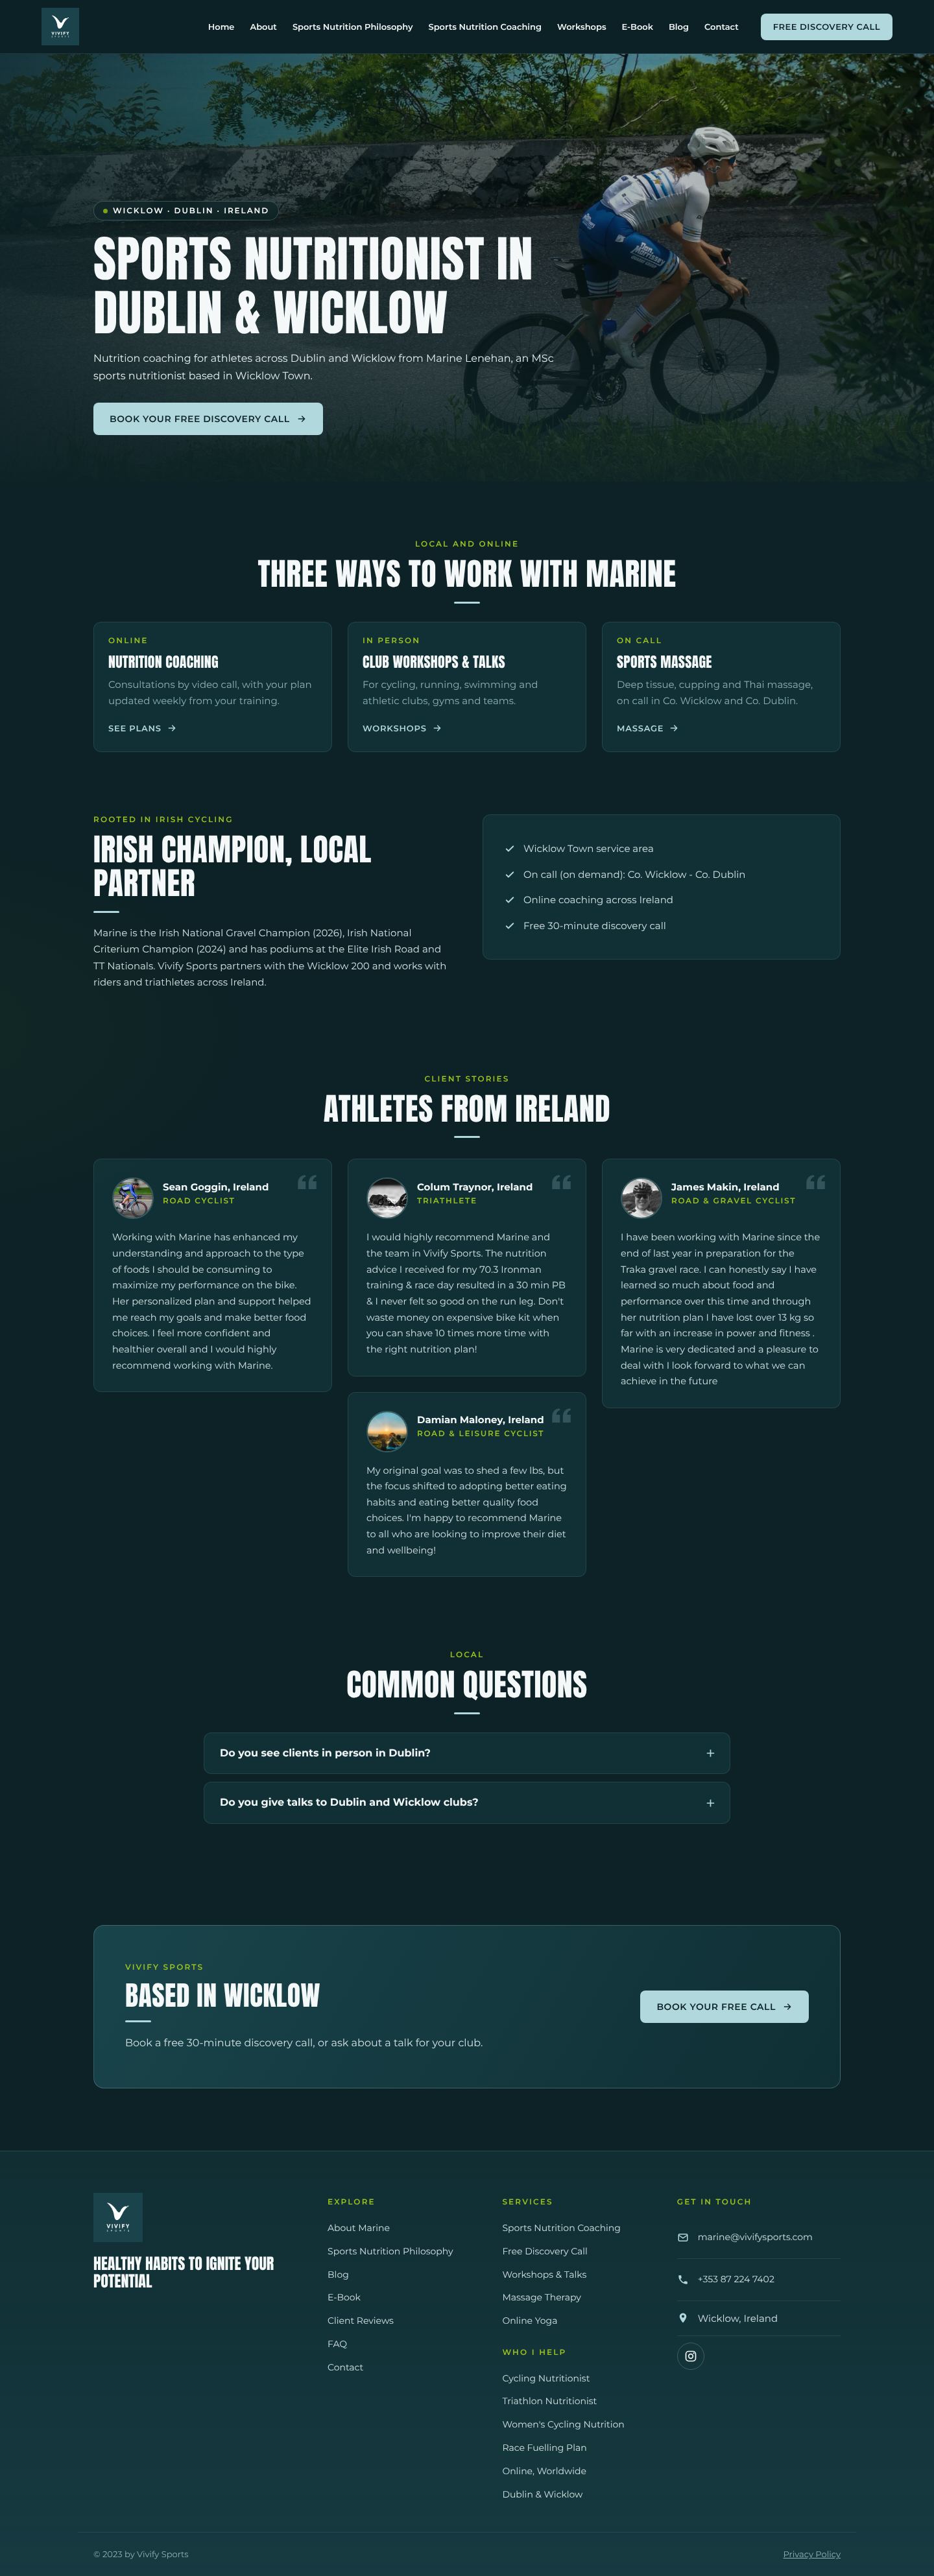 VIVIFY
SPORTS
Home
About
Sports Nutrition Philosophy
Sports Nutrition Coaching
Workshops
E-Book
Blog
Contact
FREE DISCOVERY CALL
WICKLOW · DUBLIN · IRELAND
SPORTS NUTRITIONIST IN
DUBLIN & WICKLOW
Nutrition coaching for athletes across Dublin and Wicklow from Marine Lenehan, an MSc
sports nutritionist based in Wicklow Town.
BOOK YOUR FREE DISCOVERY CALL →
LOCAL AND ONLINE
THREE WAYS TO WORK WITH MARINE
ONLINE
NUTRITION COACHING
Consultations by video call, with your plan
updated weekly from your training.
SEE PLANS →
IN PERSON
CLUB WORKSHOPS & TALKS
For cycling, running, swimming and
athletic clubs, gyms and teams.
WORKSHOPS →
ON CALL
SPORTS MASSAGE
Deep tissue, cupping and Thai massage,
on call in Co. Wicklow and Co. Dublin.
MASSAGE →
ROOTED IN IRISH CYCLING
IRISH CHAMPION, LOCAL
PARTNER
Marine is the Irish National Gravel Champion (2026), Irish National
Criterium Champion (2024) and has podiums at the Elite Irish Road and
TT Nationals. Vivify Sports partners with the Wicklow 200 and works with
riders and triathletes across Ireland.
Wicklow Town service area
On call (on demand): Co. Wicklow - Co. Dublin
Online coaching across Ireland
Free 30-minute discovery call
CLIENT STORIES
ATHLETES FROM IRELAND
Sean Goggin, Ireland
ROAD CYCLIST
Working with Marine has enhanced my
understanding and approach to the type
of foods I should be consuming to
maximize my performance on the bike.
Her personalized plan and support helped
me reach my goals and make better food
choices. I feel more confident and
healthier overall and I would highly
recommend working with Marine.
Colum Traynor, Ireland
TRIATHLETE
I would highly recommend Marine and
the team in Vivify Sports. The nutrition
advice I received for my 70.3 Ironman
training & race day resulted in a 30 min PB
& I never felt so good on the run leg. Don't
waste money on expensive bike kit when
you can shave 10 times more time with
the right nutrition plan!
James Makin, Ireland
ROAD & GRAVEL CYCLIST
I have been working with Marine since the
end of last year in preparation for the
Traka gravel race. I can honestly say I have
learned so much about food and
performance over this time and through
her nutrition plan I have lost over 13 kg so
far with an increase in power and fitness .
Marine is very dedicated and a pleasure to
deal with I look forward to what we can
achieve in the future
Damian Maloney, Ireland
ROAD & LEISURE CYCLIST
My original goal was to shed a few lbs, but
the focus shifted to adopting better eating
habits and eating better quality food
choices. I'm happy to recommend Marine
to all who are looking to improve their diet
and wellbeing!
LOCAL
COMMON QUESTIONS
Do you see clients in person in Dublin? +
Do you give talks to Dublin and Wicklow clubs? +
VIVIFY SPORTS
BASED IN WICKLOW
Book a free 30-minute discovery call, or ask about a talk for your club.
BOOK YOUR FREE CALL →
VIVIFY
SPORTS
HEALTHY HABITS TO IGNITE YOUR
POTENTIAL
EXPLORE
About Marine
Sports Nutrition Philosophy
Blog
E-Book
Client Reviews
FAQ
Contact
SERVICES
Sports Nutrition Coaching
Free Discovery Call
Workshops & Talks
Massage Therapy
Online Yoga
WHO I HELP
Cycling Nutritionist
Triathlon Nutritionist
Women's Cycling Nutrition
Race Fuelling Plan
Online, Worldwide
Dublin & Wicklow
GET IN TOUCH
marine@vivifysports.com
+353 87 224 7402
Wicklow, Ireland
© 2023 by Vivify Sports
Privacy Policy